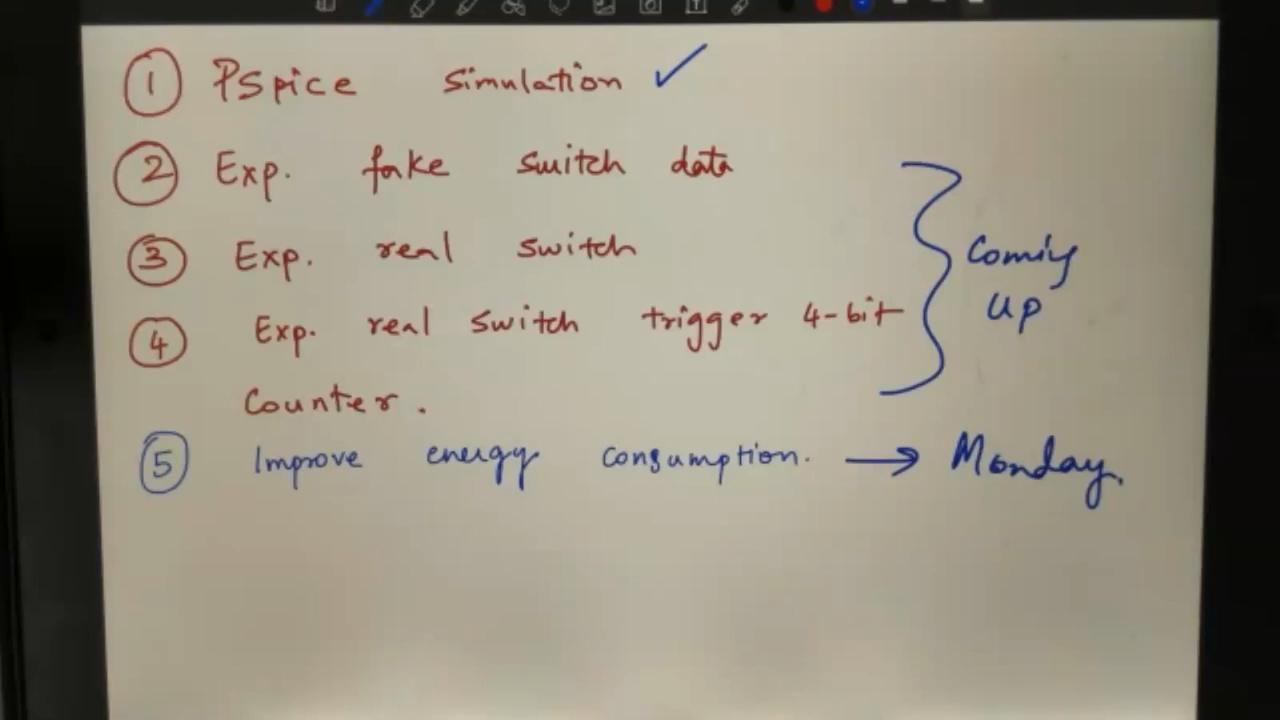 ① PSpice simulation ✓
② Exp. fake switch data
③ Exp. real switch
④ Exp. real switch trigger 4-bit
Counter.
} Coming
up
⑤ Improve energy consumption. → Monday.